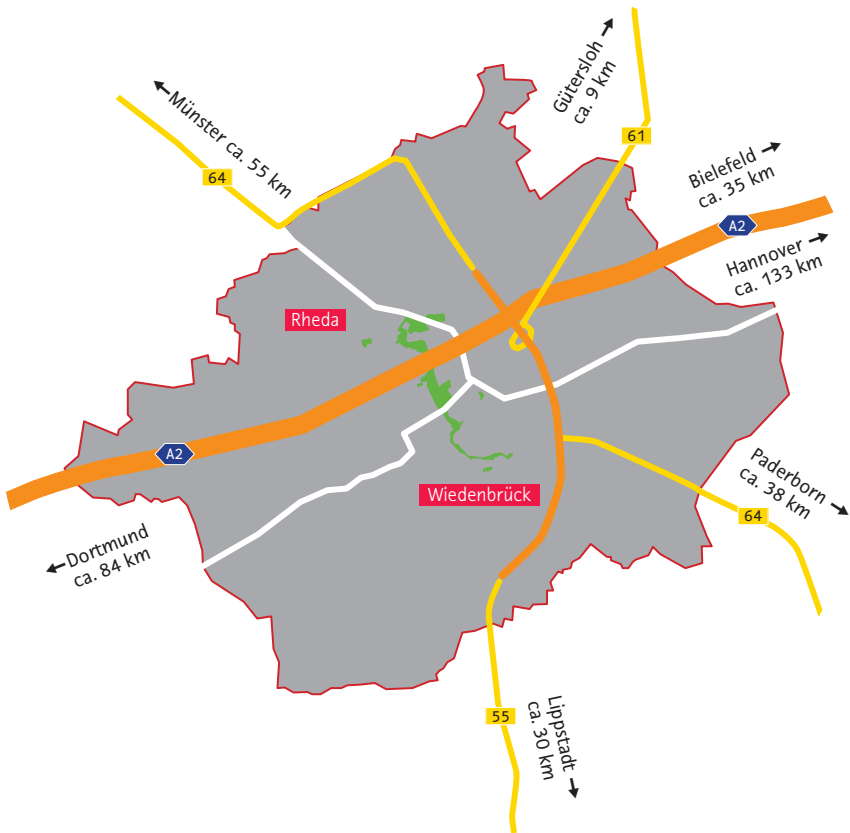 Gütersloh
ca. 9 km
Münster ca. 55 km
61
64
Bielefeld
ca. 35 km
A2
Hannover
ca. 133 km
Rheda
A2
Wiedenbrück
Paderborn
ca. 38 km
64
Dortmund
ca. 84 km
55
Lippstadt
ca. 30 km